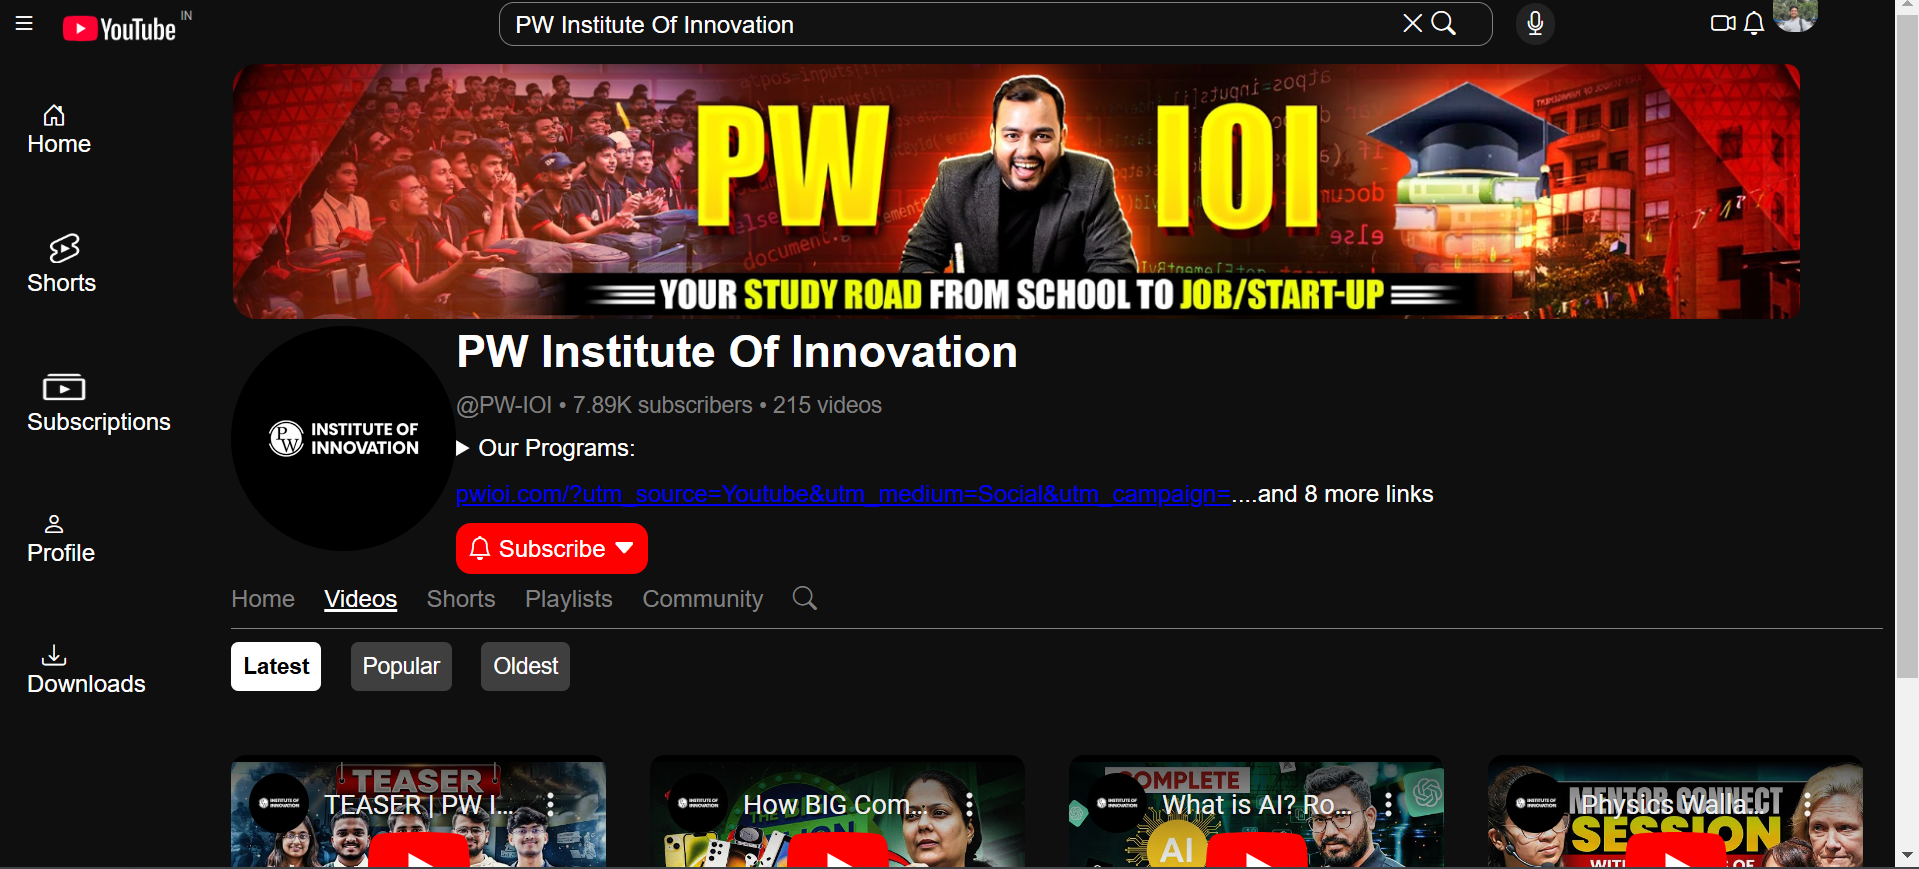 YouTube IN
PW Institute Of Innovation
Home
Shorts
Subscriptions
Profile
Downloads
PW IOI
YOUR STUDY ROAD FROM SCHOOL TO JOB/START-UP
PW INSTITUTE OF
INNOVATION
PW Institute Of Innovation
@PW-IOI • 7.89K subscribers • 215 videos
▶ Our Programs:
pwioi.com/?utm_source=Youtube&utm_medium=Social&utm_campaign=....and 8 more links
Subscribe
Home Videos Shorts Playlists Community
Latest Popular Oldest
TEASER
TEASER | PW I...
How BIG Com...
COMPLETE
What is AI? Ro...
AI
MENTOR CONNECT
Physics Walla...
SESSION